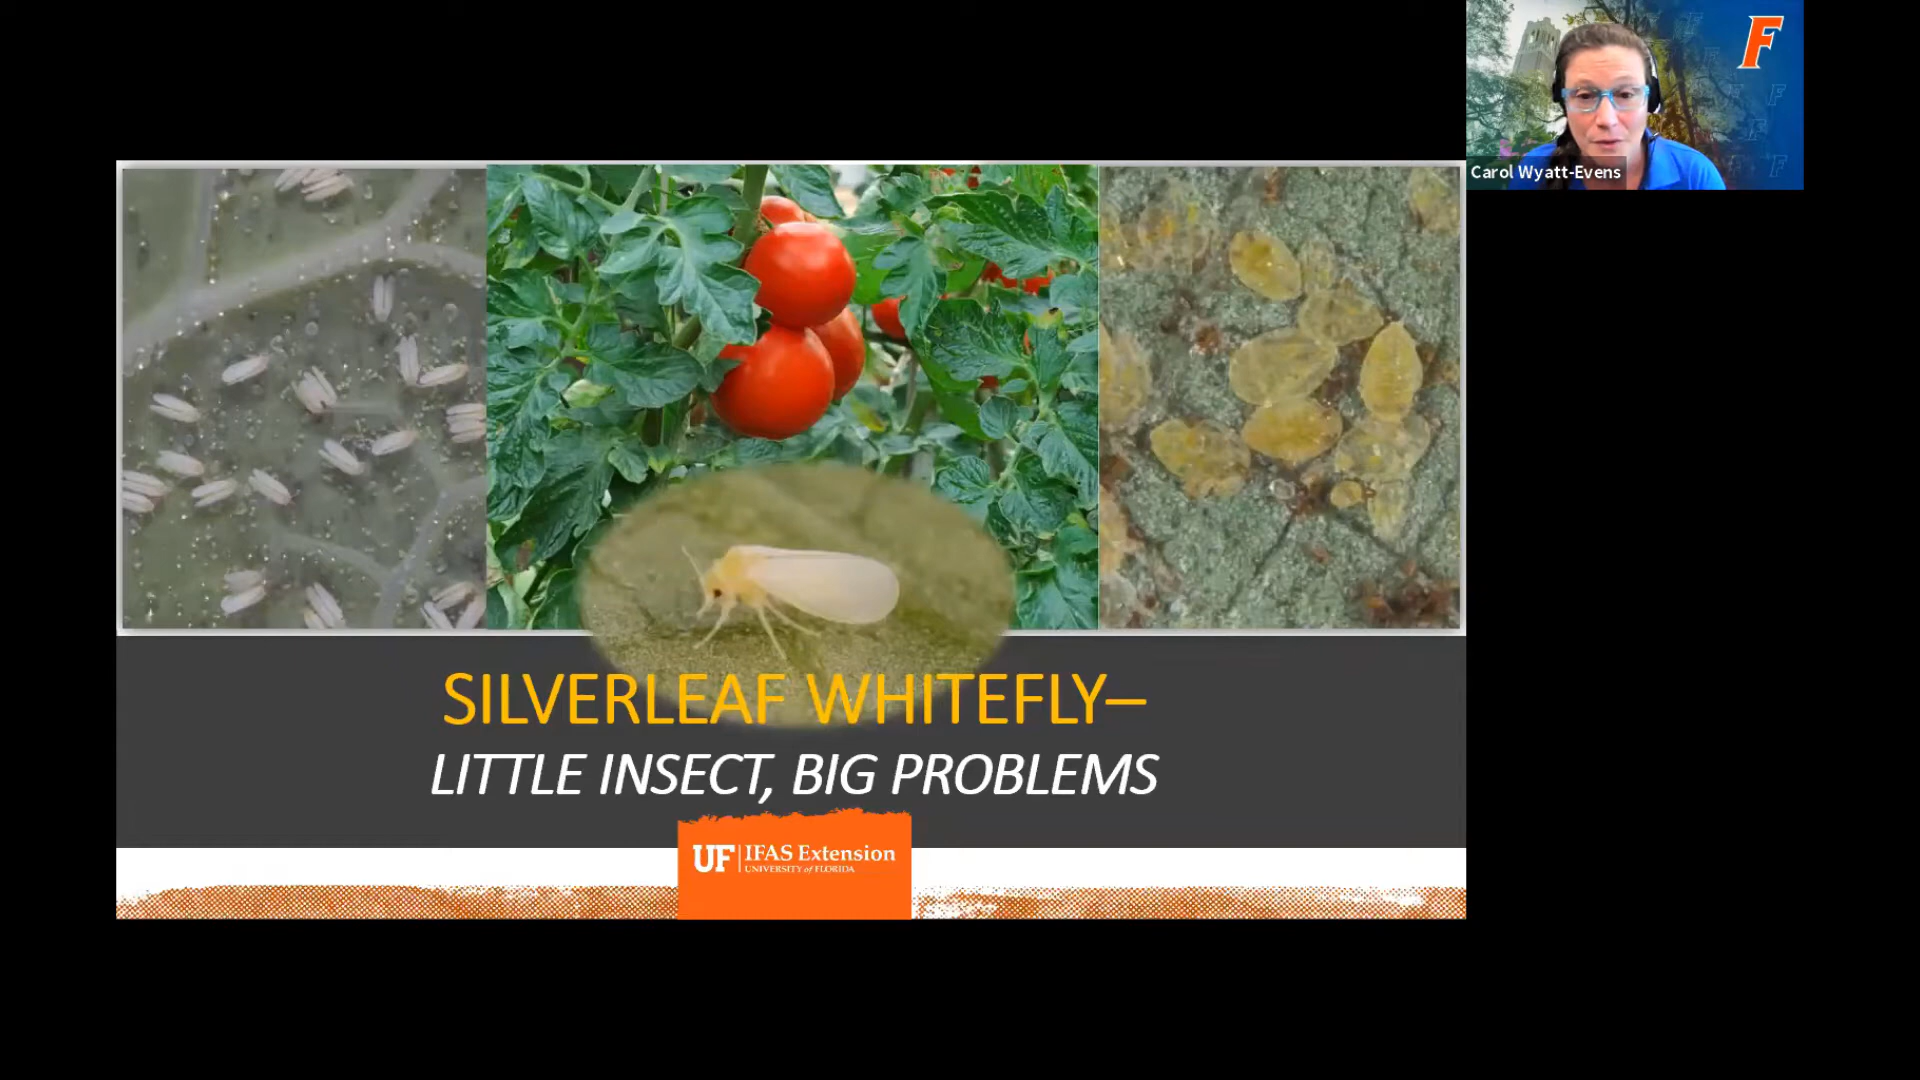 F
Carol Wyatt-Evens
SILVERLEAF WHITEFLY—
LITTLE INSECT, BIG PROBLEMS
UF IFAS Extension
UNIVERSITY of FLORIDA